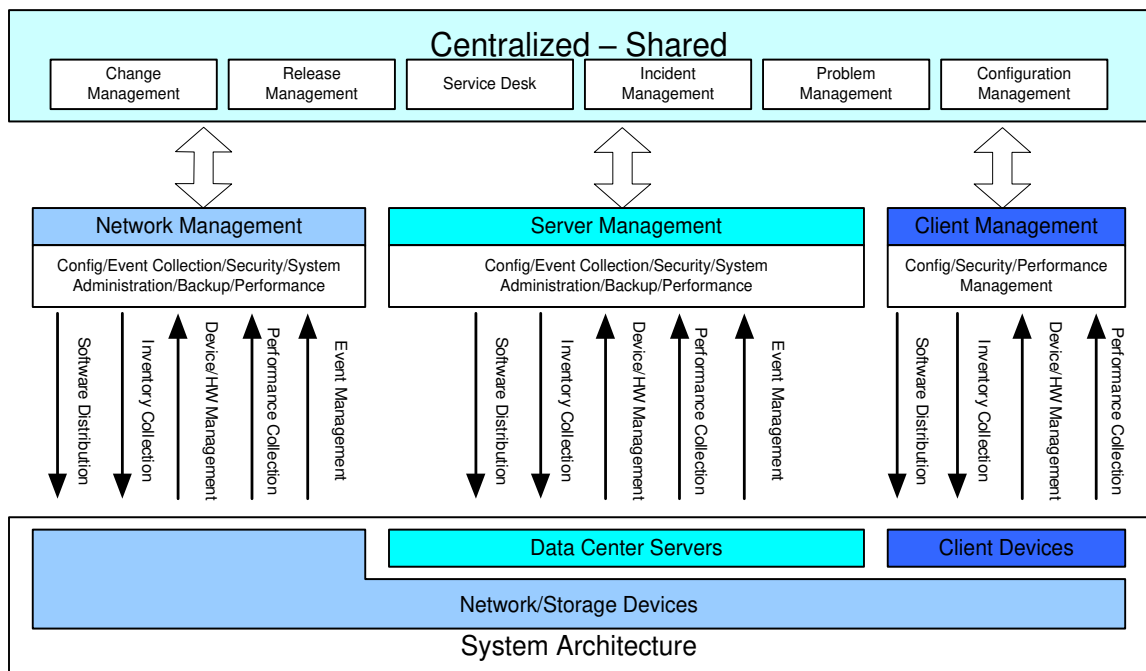 Centralized – Shared
Change
Management
Release
Management
Service Desk
Incident
Management
Problem
Management
Configuration
Management
Network Management
Config/Event Collection/Security/System
Administration/Backup/Performance
Server Management
Config/Event Collection/Security/System
Administration/Backup/Performance
Client Management
Config/Security/Performance
Management
Software Distribution
Inventory Collection
Device/HW Management
Performance Collection
Event Management
Software Distribution
Inventory Collection
Device/HW Management
Performance Collection
Event Management
Software Distribution
Inventory Collection
Device/HW Management
Performance Collection
Data Center Servers
Client Devices
Network/Storage Devices
System Architecture